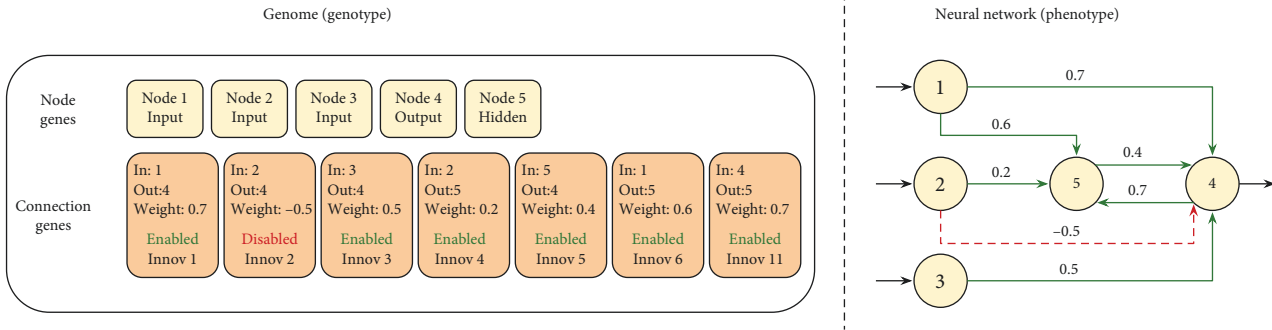 Genome (genotype)
Node
genes
Node 1
Input
Node 2
Input
Node 3
Input
Node 4
Output
Node 5
Hidden
Connection
genes
In: 1
Out:4
Weight: 0.7
Enabled
Innov 1
In: 2
Out:4
Weight: –0.5
Disabled
Innov 2
In: 3
Out:4
Weight: 0.5
Enabled
Innov 3
In: 2
Out:5
Weight: 0.2
Enabled
Innov 4
In: 5
Out:4
Weight: 0.4
Enabled
Innov 5
In: 1
Out:5
Weight: 0.6
Enabled
Innov 6
In: 4
Out:5
Weight: 0.7
Enabled
Innov 11
Neural network (phenotype)
1
0.7
0.6
2
0.2
5
0.4
0.7
4
–0.5
3
0.5